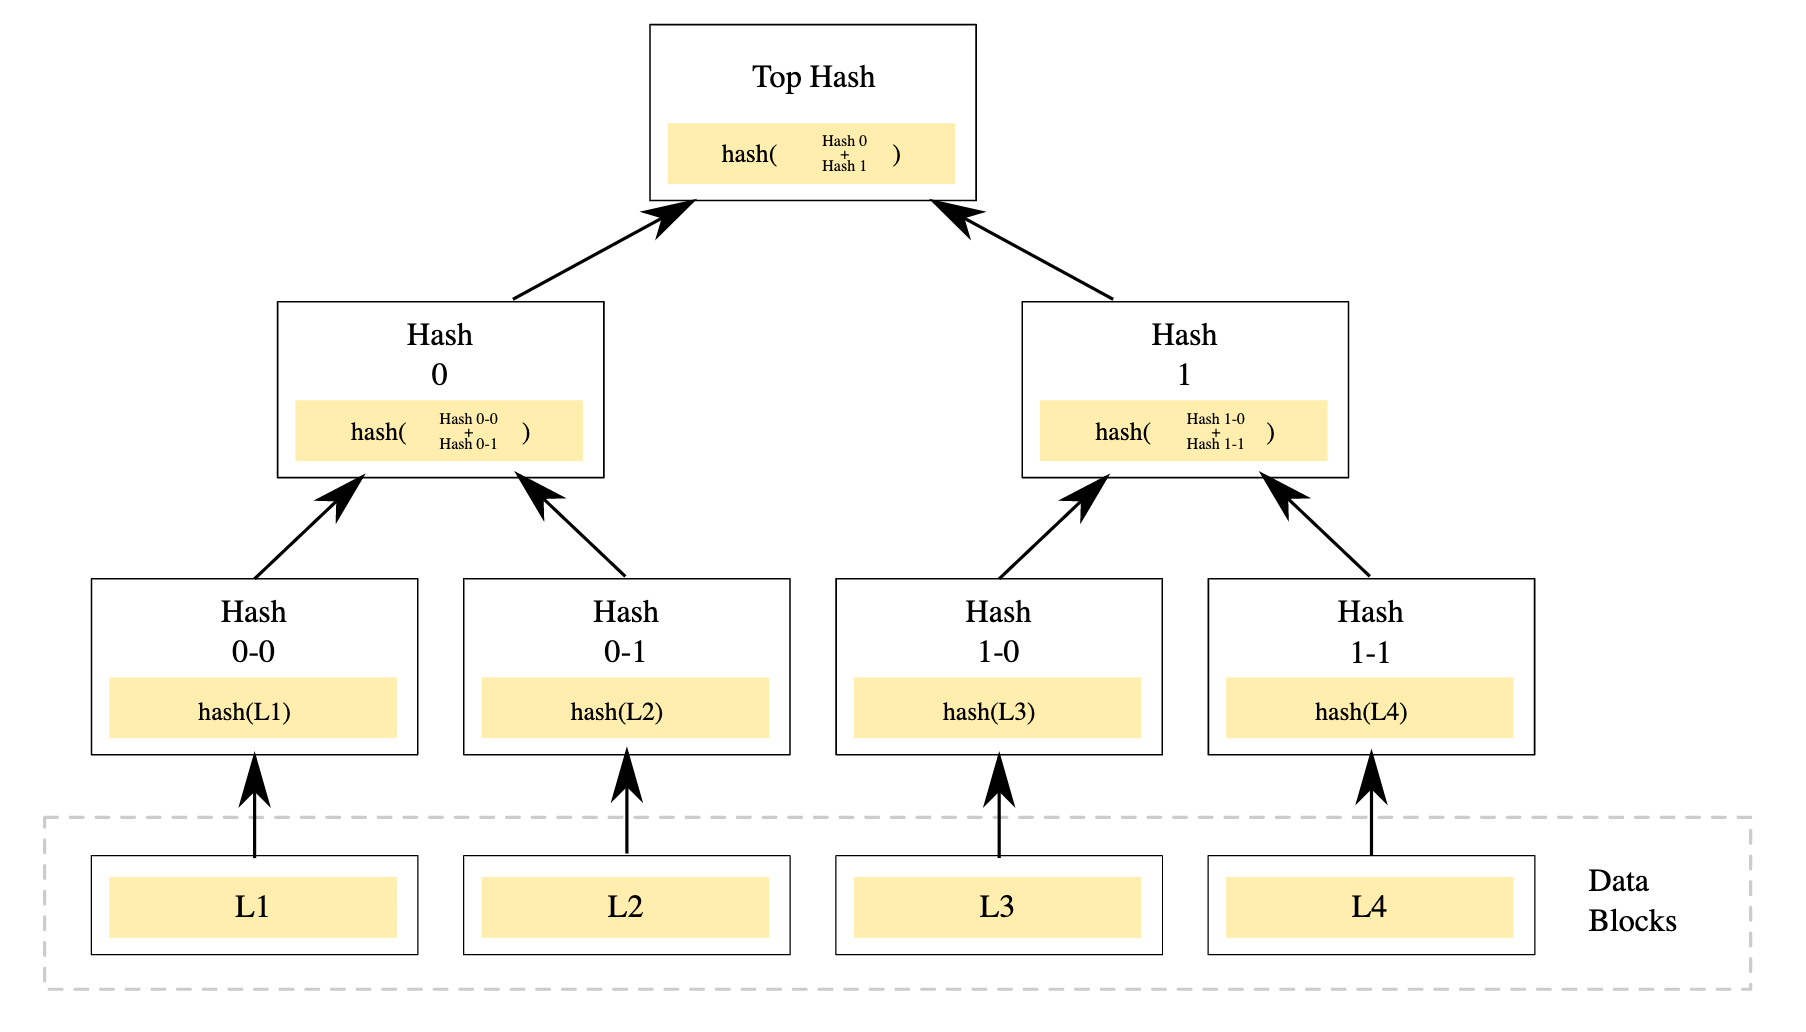 Top Hash
Hash 0
hash( + )
Hash 1
Hash
0
Hash 0-0
hash( + )
Hash 0-1
Hash
1
Hash 1-0
hash( + )
Hash 1-1
Hash
0-0
hash(L1)
Hash
0-1
hash(L2)
Hash
1-0
hash(L3)
Hash
1-1
hash(L4)
L1
L2
L3
L4
Data
Blocks